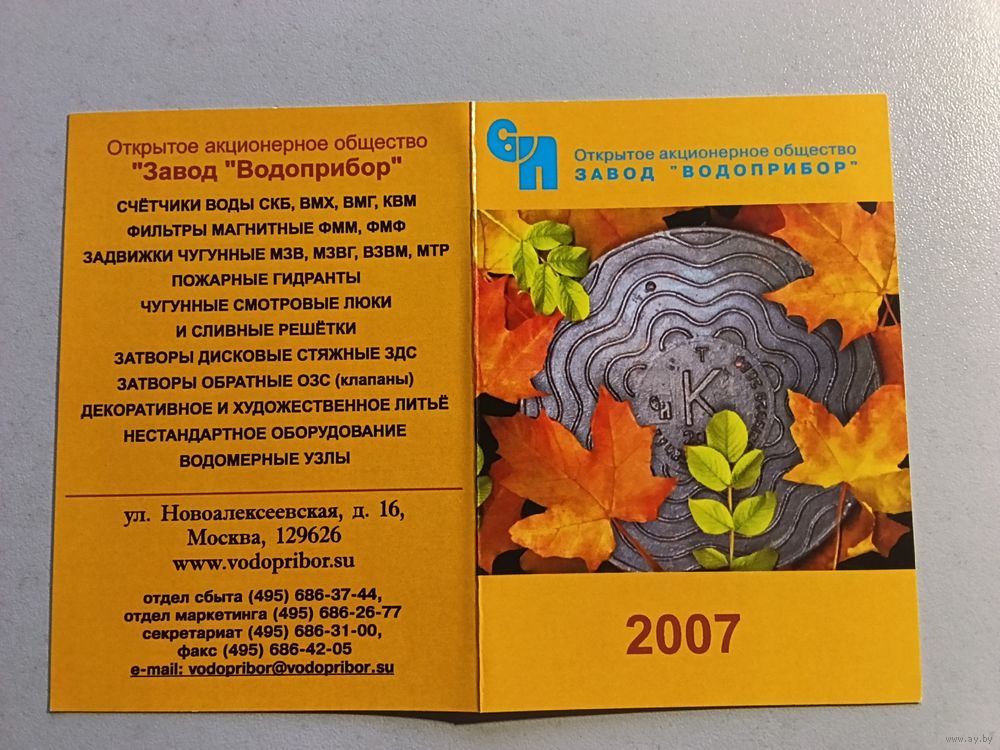 Открытое акционерное общество
"Завод "Водоприбор"
СЧЁТЧИКИ ВОДЫ СКБ, ВМХ, ВМГ, КВМ
ФИЛЬТРЫ МАГНИТНЫЕ ФММ, ФМФ
ЗАДВИЖКИ ЧУГУННЫЕ МЗВ, МЗВГ, ВЗВМ, МТР
ПОЖАРНЫЕ ГИДРАНТЫ
ЧУГУННЫЕ СМОТРОВЫЕ ЛЮКИ
И СЛИВНЫЕ РЕШЁТКИ
ЗАТВОРЫ ДИСКОВЫЕ СТЯЖНЫЕ ЗДС
ЗАТВОРЫ ОБРАТНЫЕ ОЗС (клапаны)
ДЕКОРАТИВНОЕ И ХУДОЖЕСТВЕННОЕ ЛИТЬЁ
НЕСТАНДАРТНОЕ ОБОРУДОВАНИЕ
ВОДОМЕРНЫЕ УЗЛЫ
ул. Новоалексеевская, д. 16,
Москва, 129626
www.vodopribor.su
отдел сбыта (495) 686-37-44,
отдел маркетинга (495) 686-26-77
секретариат (495) 686-31-00,
факс (495) 686-42-05
e-mail: vodopribor@vodopribor.su
Открытое акционерное общество
ЗАВОД "ВОДОПРИБОР"
Т
К
2007
www.ay.by